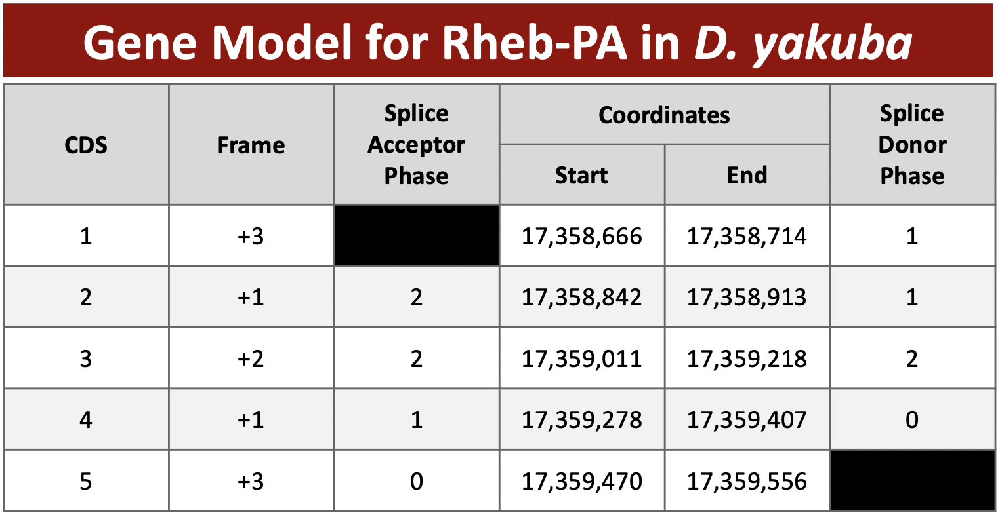 Gene Model for Rheb-PA in D. yakuba
CDS
Frame
Splice
Acceptor
Phase
Coordinates
Start
End
Splice
Donor
Phase
1 +3 17,358,666 17,358,714 1
2 +1 2 17,358,842 17,358,913 1
3 +2 2 17,359,011 17,359,218 2
4 +1 1 17,359,278 17,359,407 0
5 +3 0 17,359,470 17,359,556